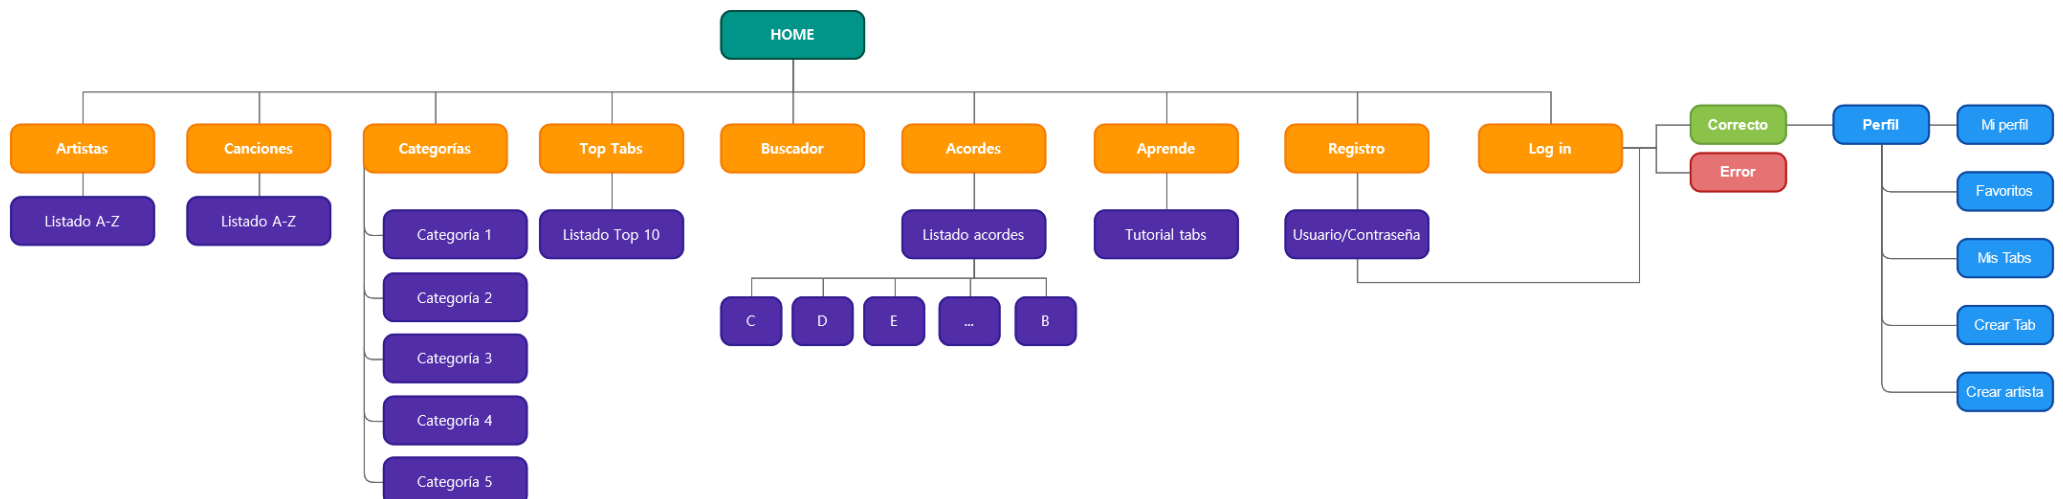 HOME
Artistas
Canciones
Categorías
Top Tabs
Buscador
Acordes
Aprende
Registro
Log in
Correcto
Error
Perfil
Mi perfil
Favoritos
Mis Tabs
Crear Tab
Crear artista
Listado A-Z
Listado A-Z
Categoría 1
Categoría 2
Categoría 3
Categoría 4
Categoría 5
Listado Top 10
Listado acordes
C
D
E
...
B
Tutorial tabs
Usuario/Contraseña